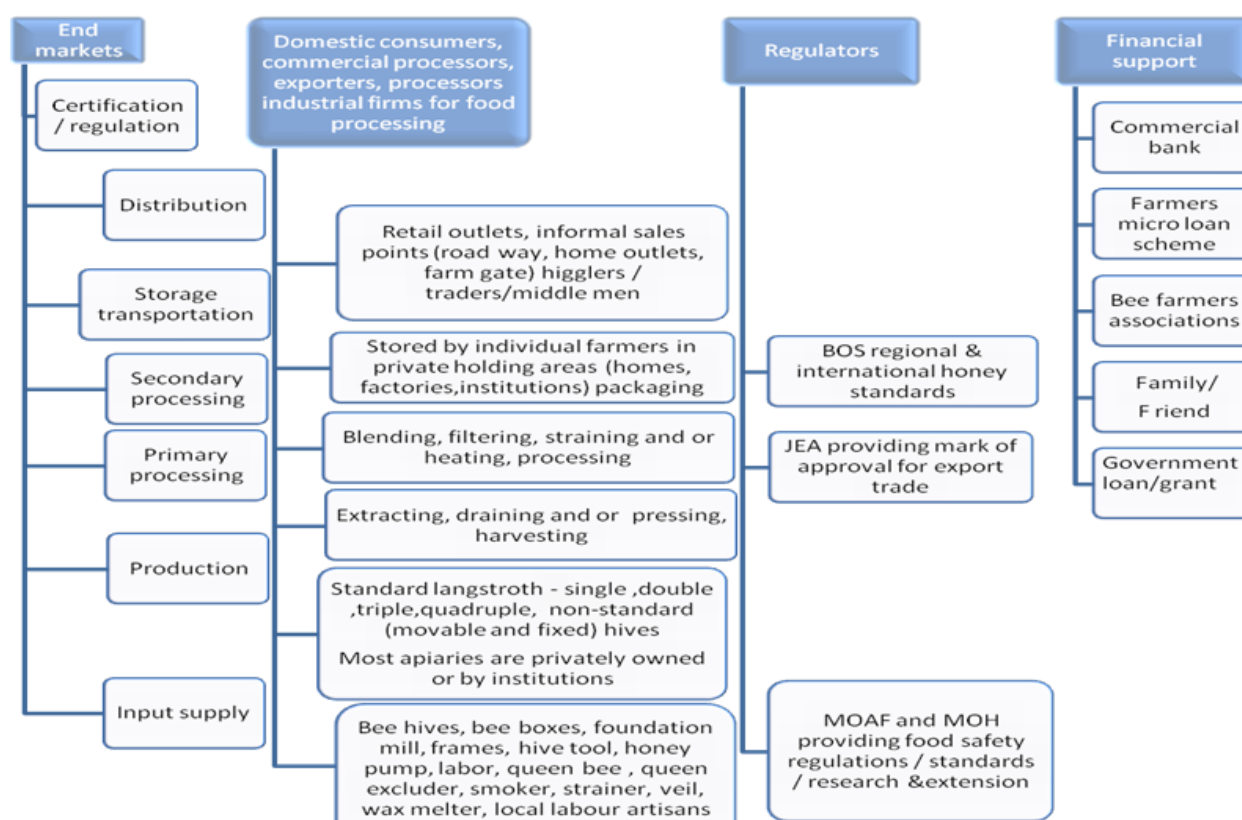 End
markets
Certification
/ regulation
Distribution
Storage
transportation
Secondary
processing
Primary
processing
Production
Input supply
Domestic consumers,
commercial processors,
exporters, processors
industrial firms for food
processing
Retail outlets, informal sales
points (road way, home outlets,
farm gate) higglers /
traders/middle men
Stored by individual farmers in
private holding areas (homes,
factories,institutions) packaging
Blending, filtering, straining and or
heating, processing
Extracting, draining and or pressing,
harvesting
Standard langstroth - single ,double
,triple,quadruple, non-standard
(movable and fixed) hives
Most apiaries are privately owned
or by institutions
Bee hives, bee boxes, foundation
mill, frames, hive tool, honey
pump, labor, queen bee , queen
excluder, smoker, strainer, veil,
wax melter, local labour artisans
Regulators
BOS regional &
international honey
standards
JEA providing mark of
approval for export
trade
MOAF and MOH
providing food safety
regulations / standards
/ research &extension
Financial
support
Commercial
bank
Farmers
micro loan
scheme
Bee farmers
associations
Family/
F riend
Government
loan/grant